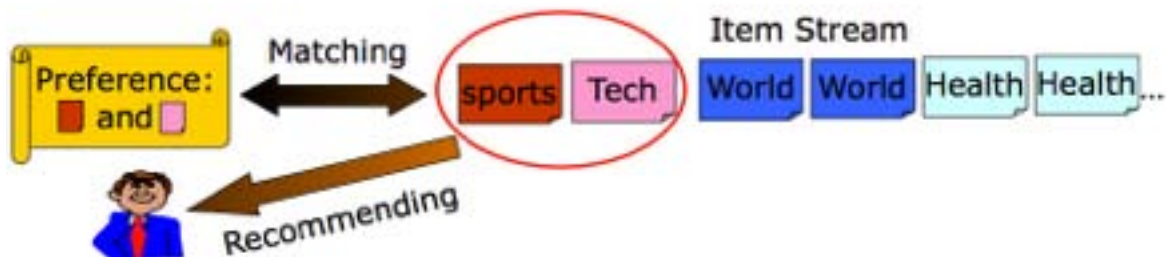 Item Stream
Matching
Preference:
and
sports
Tech
World
World
Health
Health...
Recommending